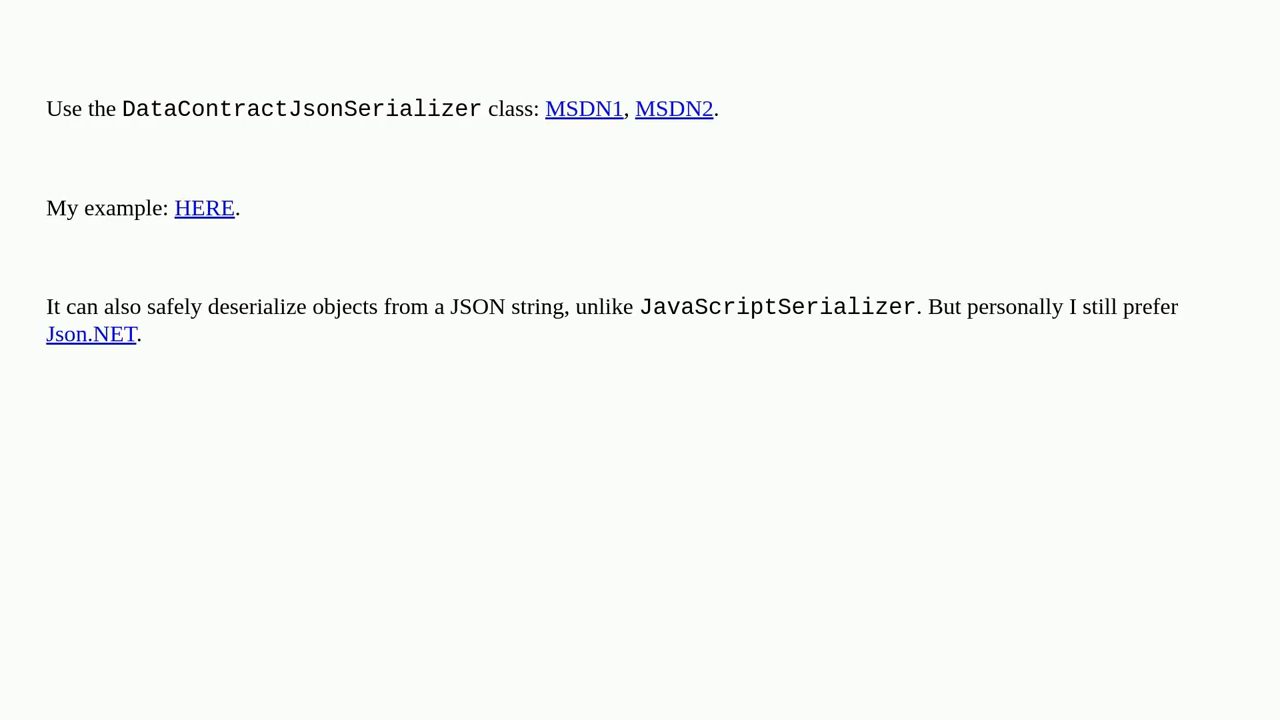 Use the DataContractJsonSerializer class: MSDN1, MSDN2.
My example: HERE.
It can also safely deserialize objects from a JSON string, unlike JavaScriptSerializer. But personally I still prefer
Json.NET.